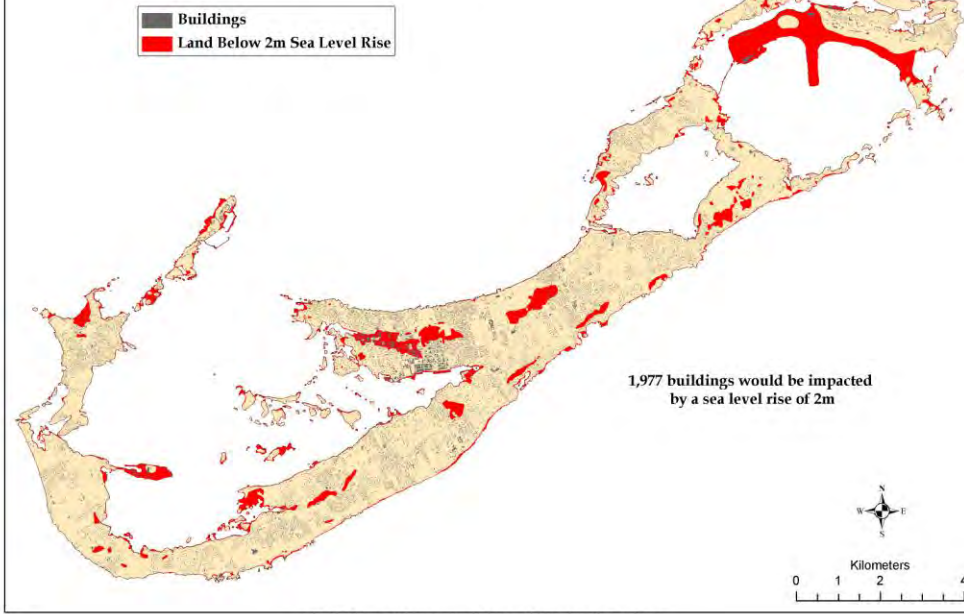 Buildings
Land Below 2m Sea Level Rise
1,977 buildings would be impacted
by a sea level rise of 2m
N
W E
S
Kilometers
0 1 2 4